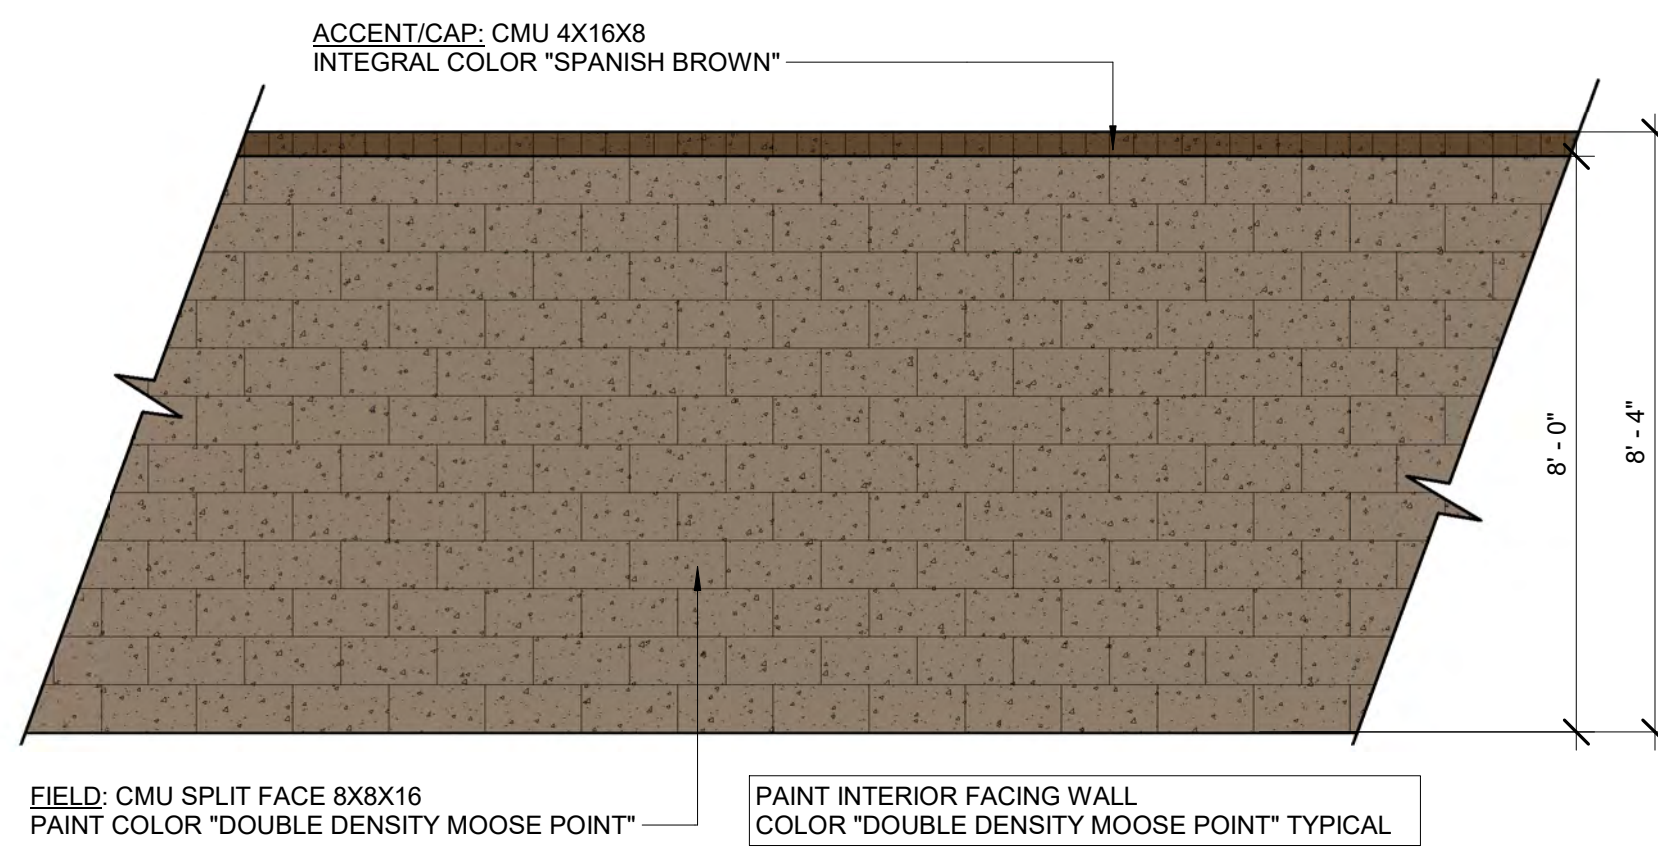 ACCENT/CAP: CMU 4X16X8
INTEGRAL COLOR "SPANISH BROWN"
8' - 0"
8' - 4"
FIELD: CMU SPLIT FACE 8X8X16
PAINT COLOR "DOUBLE DENSITY MOOSE POINT"
PAINT INTERIOR FACING WALL
COLOR "DOUBLE DENSITY MOOSE POINT" TYPICAL